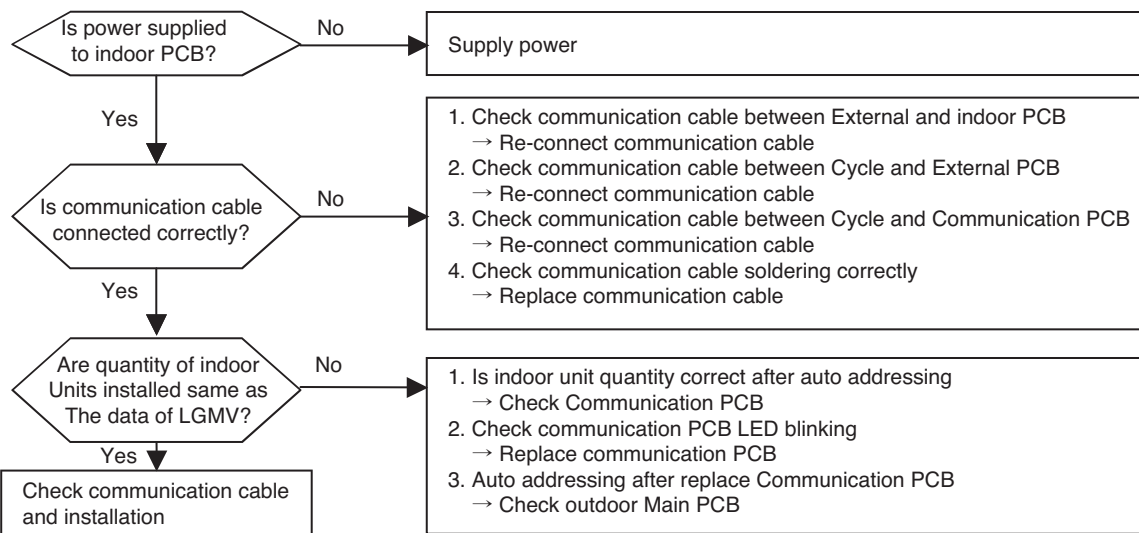 Is power supplied
to indoor PCB?
No
Supply power
Yes
Is communication cable
connected correctly?
No
1. Check communication cable between External and indoor PCB
→ Re-connect communication cable
2. Check communication cable between Cycle and External PCB
→ Re-connect communication cable
3. Check communication cable between Cycle and Communication PCB
→ Re-connect communication cable
4. Check communication cable soldering correctly
→ Replace communication cable
Yes
Are quantity of indoor
Units installed same as
The data of LGMV?
No
1. Is indoor unit quantity correct after auto addressing
→ Check Communication PCB
2. Check communication PCB LED blinking
→ Replace communication PCB
3. Auto addressing after replace Communication PCB
→ Check outdoor Main PCB
Yes
Check communication cable
and installation